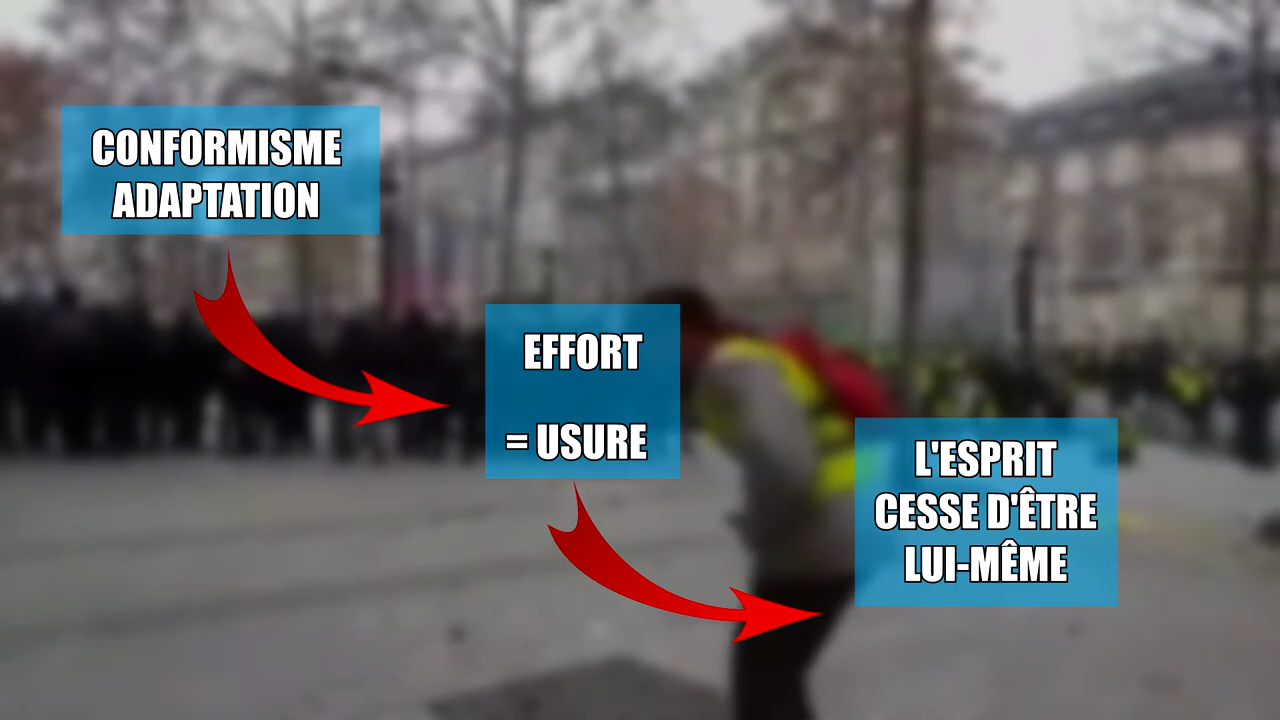 CONFORMISME
ADAPTATION
EFFORT
= USURE
L'ESPRIT
CESSE D'ÊTRE
LUI-MÊME